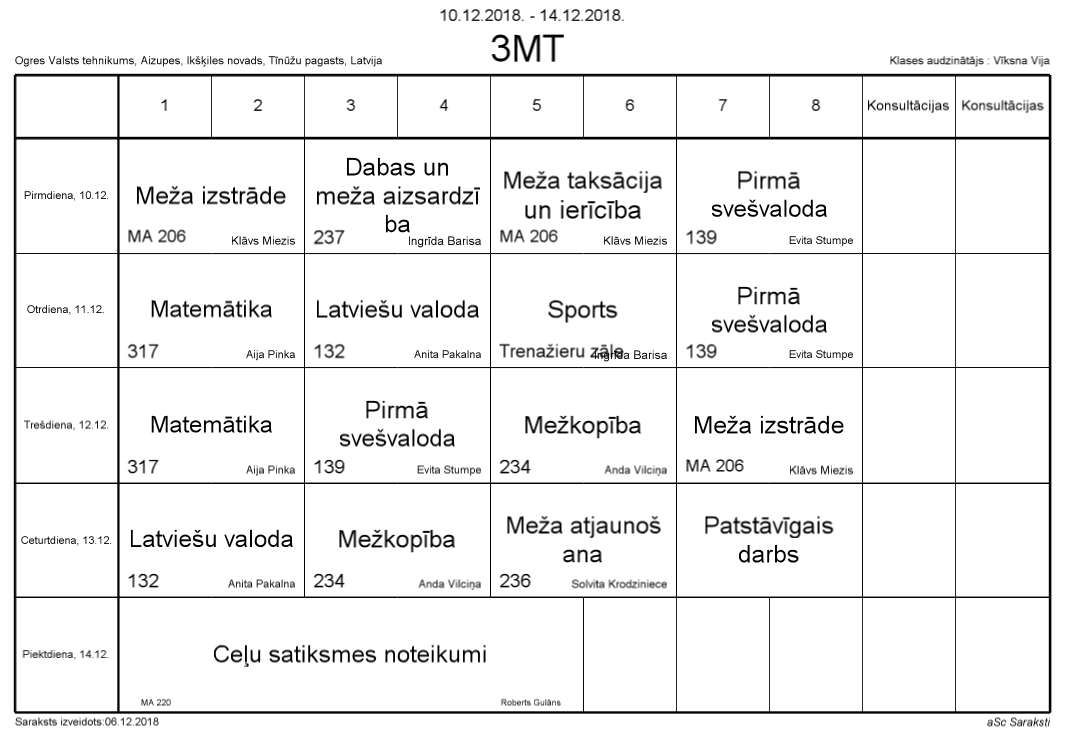 10.12.2018. - 14.12.2018.
3MT
Ogres Valsts tehnikums, Aizupes, Ikšķiles novads, Tīnūžu pagasts, Latvija
Klases audzinātājs : Vīksna Vija
1 2 3 4 5 6 7 8 Konsultācijas Konsultācijas
Pirmdiena, 10.12.
Meža izstrāde
MA 206 Klāvs Miezis
Dabas un
meža aizsardzī
ba
237 Ingrīda Barisa
Meža taksācija
un ierīcība
MA 206 Klāvs Miezis
Pirmā
svešvaloda
139 Evita Stumpe
Otrdiena, 11.12.
Matemātika
317 Aija Pinka
Latviešu valoda
132 Anita Pakalna
Sports
Trenažieru zāle Ingrīda Barisa
Pirmā
svešvaloda
139 Evita Stumpe
Trešdiena, 12.12.
Matemātika
317 Aija Pinka
Pirmā
svešvaloda
139 Evita Stumpe
Mežkopība
234 Anda Vilciņa
Meža izstrāde
MA 206 Klāvs Miezis
Ceturtdiena, 13.12.
Latviešu valoda
132 Anita Pakalna
Mežkopība
234 Anda Vilciņa
Meža atjaunoš
ana
236 Solvita Krodziniece
Patstāvīgais
darbs
Piektdiena, 14.12.
Ceļu satiksmes noteikumi
MA 220 Roberts Gulāns
Saraksts izveidots:06.12.2018
aSc Saraksti